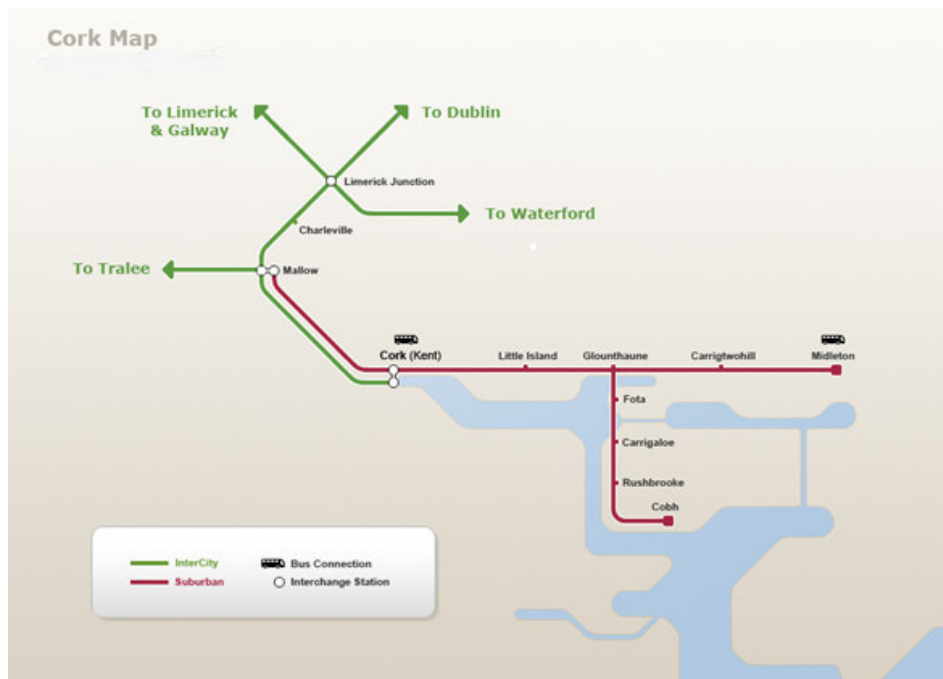 Cork Map
To Limerick
& Galway
To Dublin
Limerick Junction
To Waterford
Charleville
To Tralee
Mallow
Cork (Kent)
Little Island
Glounthaune
Carrigtwohill
Midleton
Fota
Carrigaloe
Rushbrooke
Cobh
InterCity
Bus Connection
Suburban
Interchange Station